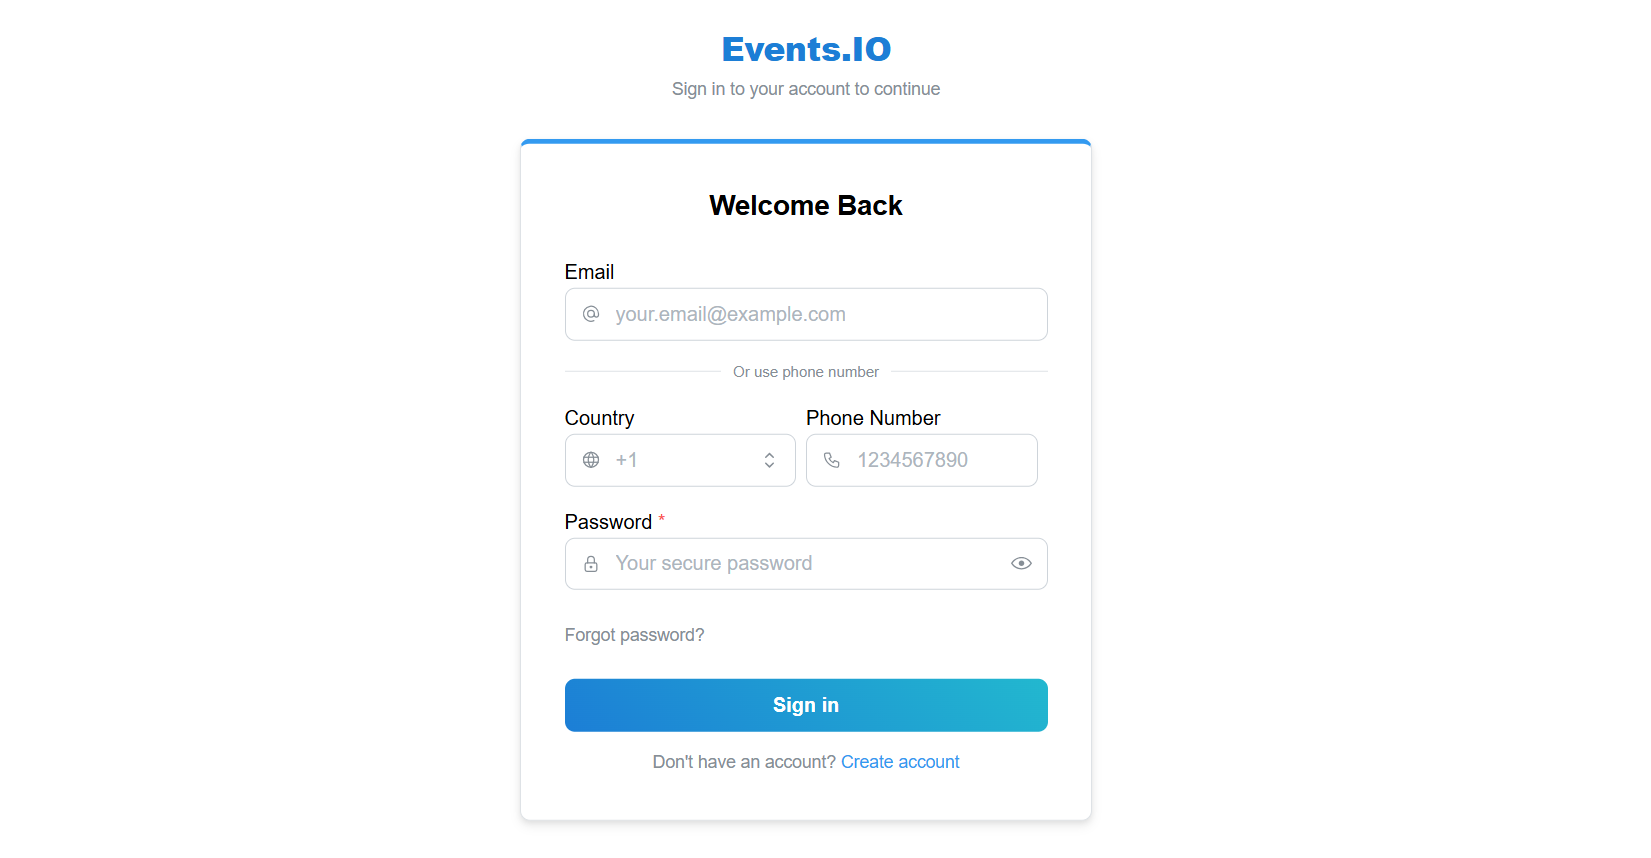 Events.IO
Sign in to your account to continue
Welcome Back
Email
your.email@example.com
Or use phone number
Country Phone Number
+1 1234567890
Password *
Your secure password
Forgot password?
Sign in
Don't have an account? Create account